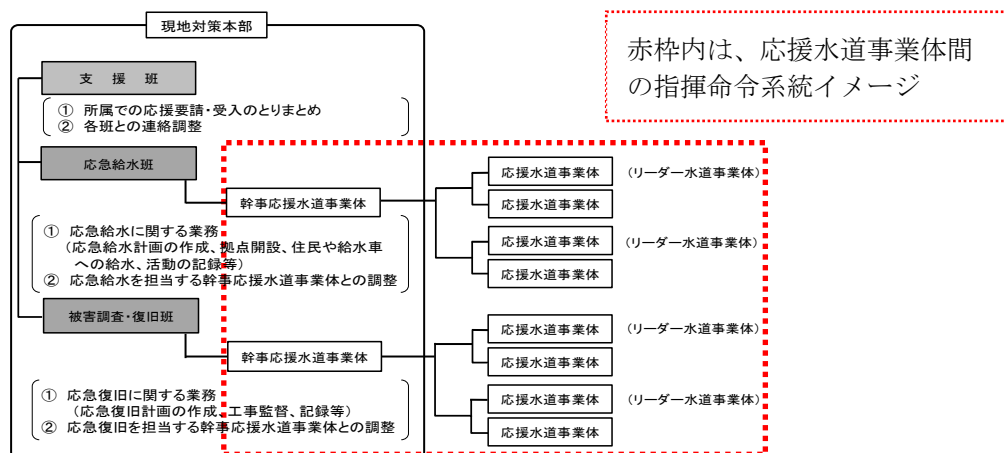 現地対策本部
赤枠内は、応援水道事業体間
の指揮命令系統イメージ
支 援 班
① 所属での応援要請・受入のとりまとめ
② 各班との連絡調整
応急給水班
幹事応援水道事業体
応援水道事業体 (リーダー水道事業体)
応援水道事業体
応援水道事業体 (リーダー水道事業体)
応援水道事業体
① 応急給水に関する業務
(応急給水計画の作成、拠点開設、住民や給水車
への給水、活動の記録等)
② 応急給水を担当する幹事応援水道事業体との調整
被害調査・復旧班
幹事応援水道事業体
応援水道事業体 (リーダー水道事業体)
応援水道事業体
応援水道事業体 (リーダー水道事業体)
応援水道事業体
① 応急復旧に関する業務
(応急復旧計画の作成、工事監督、記録等)
② 応急復旧を担当する幹事応援水道事業体との調整